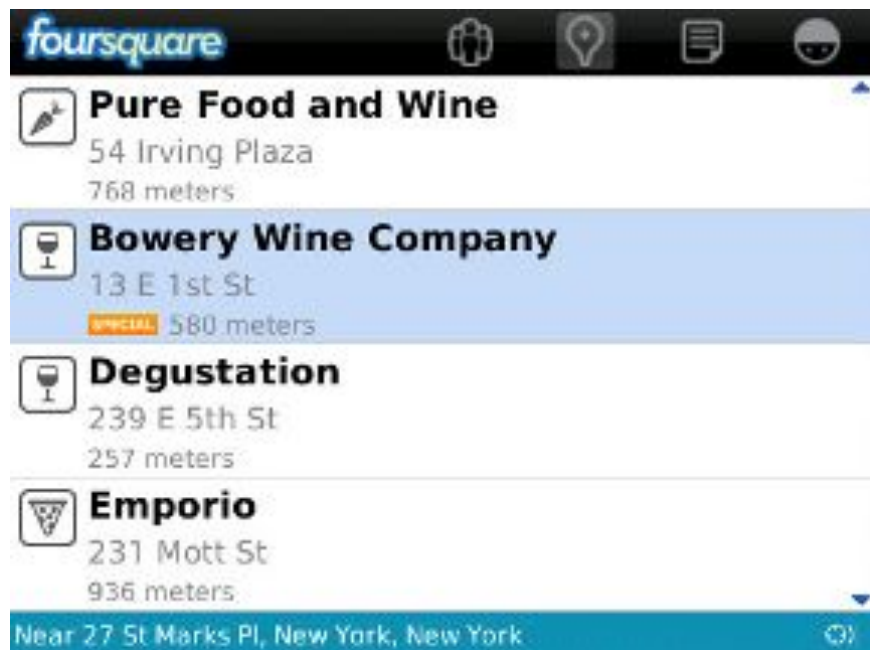 foursquare
Pure Food and Wine
54 Irving Plaza
768 meters
Bowery Wine Company
13 E 1st St
SPECIAL 580 meters
Degustation
239 E 5th St
257 meters
Emporio
231 Mott St
936 meters
Near 27 St Marks Pl, New York, New York